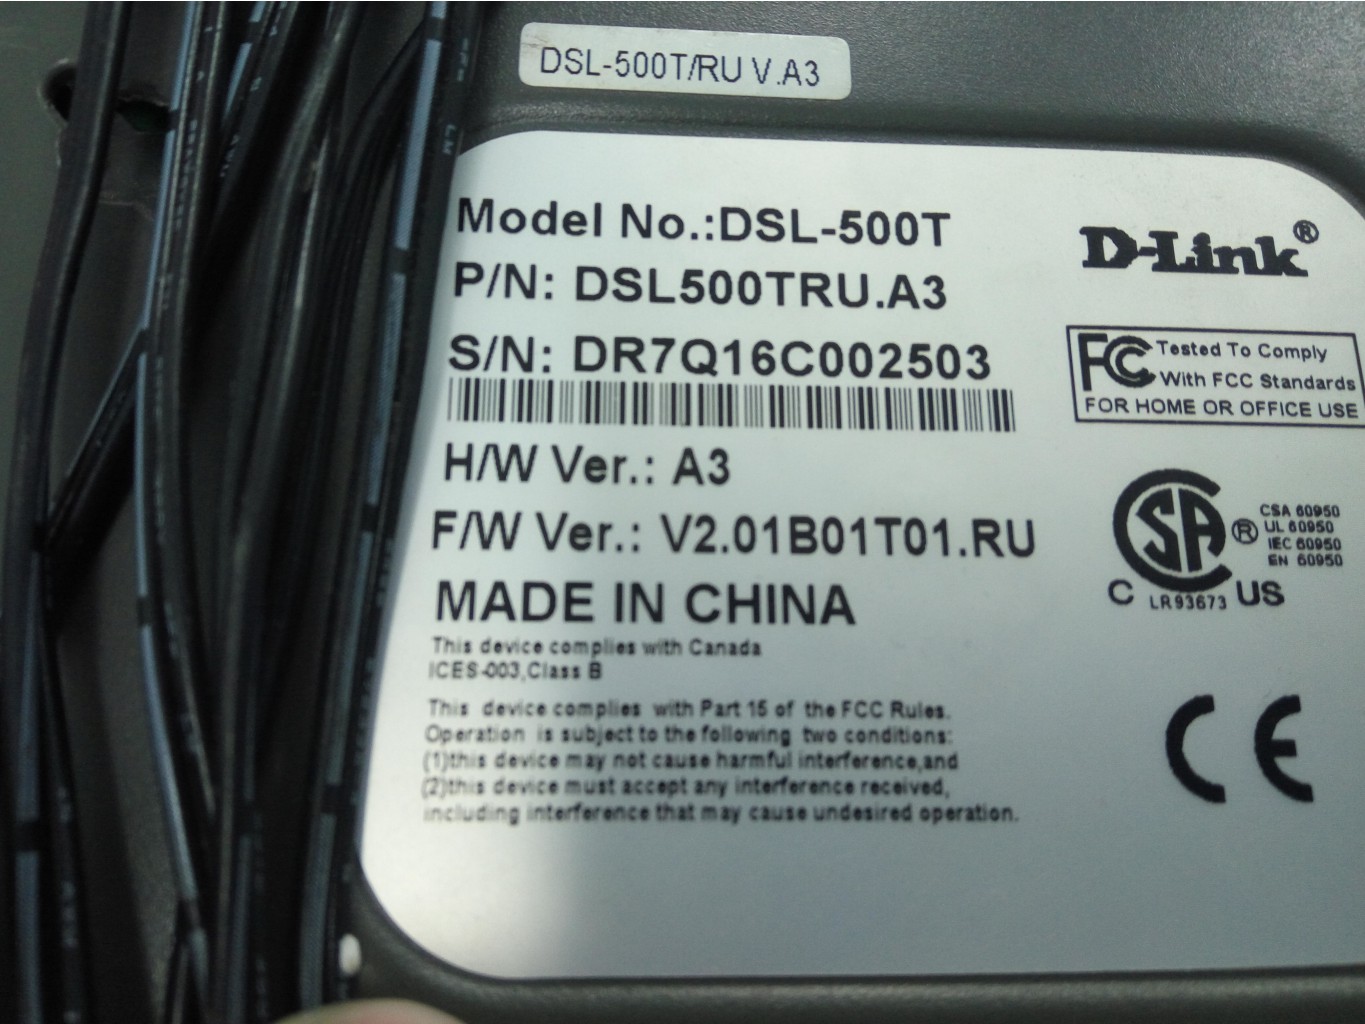 DSL-500T/RU V.A3
Model No.:DSL-500T
P/N: DSL500TRU.A3
S/N: DR7Q16C002503
H/W Ver.: A3
F/W Ver.: V2.01B01T01.RU
MADE IN CHINA
This device complies with Canada
ICES-003,Class B
This device complies with Part 15 of the FCC Rules.
Operation is subject to the following two conditions:
(1)this device may not cause harmful interference,and
(2)this device must accept any interference received,
including interference that may cause undesired operation.
D-Link®
FC Tested To Comply
With FCC Standards
FOR HOME OR OFFICE USE
SA ®
CSA 60950
UL 60950
IEC 60950
EN 60950
C LR93673 US
CE